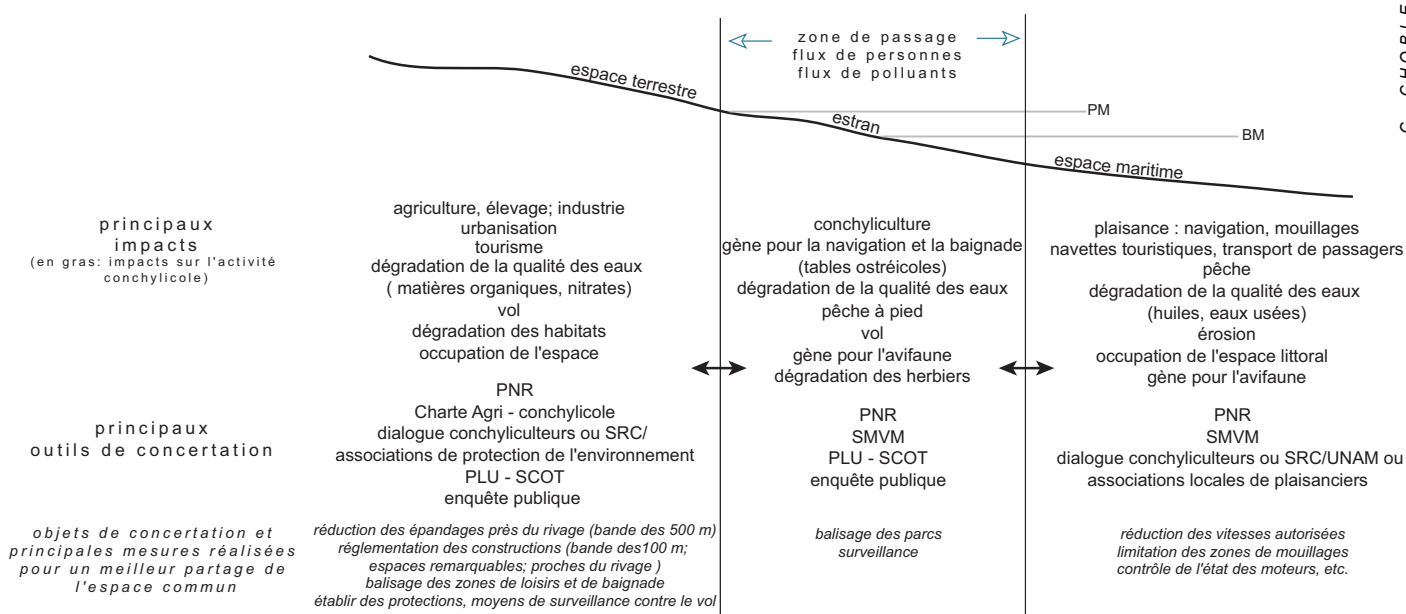 zone de passage
flux de personnes
flux de polluants
espace terrestre
estran
espace maritime
PM
BM
principaux
impacts
(en gras: impacts sur l'activité
conchylicole)
agriculture, élevage; industrie
urbanisation
tourisme
dégradation de la qualité des eaux
( matières organiques, nitrates)
vol
dégradation des habitats
occupation de l'espace
conchyliculture
gène pour la navigation et la baignade
(tables ostréicoles)
dégradation de la qualité des eaux
pêche à pied
vol
gène pour l'avifaune
dégradation des herbiers
plaisance : navigation, mouillages
navettes touristiques, transport de passagers
pêche
dégradation de la qualité des eaux
(huiles, eaux usées)
érosion
occupation de l'espace littoral
gène pour l'avifaune
principaux
outils de concertation
PNR
Charte Agri - conchylicole
dialogue conchyliculteurs ou SRC/
associations de protection de l'environnement
PLU - SCOT
enquête publique
PNR
SMVM
PLU - SCOT
enquête publique
PNR
SMVM
dialogue conchyliculteurs ou SRC/UNAM ou
associations locales de plaisanciers
objets de concertation et
principales mesures réalisées
pour un meilleur partage de
l'espace commun
réduction des épandages près du rivage (bande des 500 m)
réglementation des constructions (bande des100 m;
espaces remarquables; proches du rivage )
balisage des zones de loisirs et de baignade
établir des protections, moyens de surveillance contre le vol
balisage des parcs
surveillance
réduction des vitesses autorisées
limitation des zones de mouillages
contrôle de l'état des moteurs, etc.